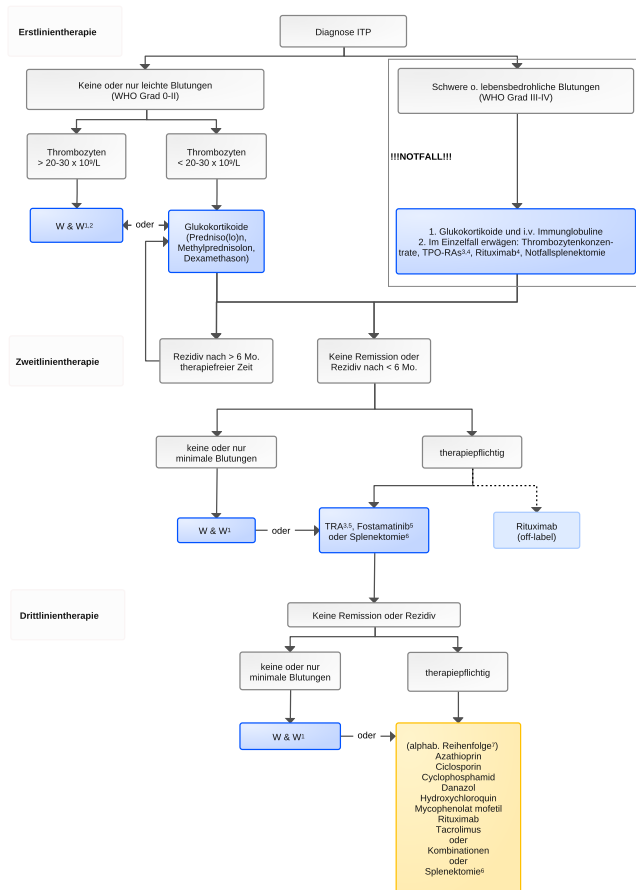 Erstlinientherapie
Diagnose ITP
Keine oder nur leichte Blutungen
(WHO Grad 0-II)
Schwere o. lebensbedrohliche Blutungen
(WHO Grad III-IV)
Thrombozyten
> 20-30 x 10⁹/L
Thrombozyten
< 20-30 x 10⁹/L
!!!NOTFALL!!!
W & W¹,²
oder
Glukokortikoide
(Predniso(lo)n,
Methylprednisolon,
Dexamethason)
1. Glukokortikoide und i.v. Immunglobuline
2. Im Einzelfall erwägen: Thrombozytenkonzen-
trate, TPO-RAs³,⁴, Rituximab⁴, Notfallsplenektomie
Zweitlinientherapie
Rezidiv nach > 6 Mo.
therapiefreier Zeit
Keine Remission oder
Rezidiv nach < 6 Mo.
keine oder nur
minimale Blutungen
therapiepflichtig
W & W¹
oder
TRA³,⁵, Fostamatinib⁵
oder Splenektomie⁶
Rituximab
(off-label)
Drittlinientherapie
Keine Remission oder Rezidiv
keine oder nur
minimale Blutungen
therapiepflichtig
W & W¹
oder
(alphab. Reihenfolge⁷)
Azathioprin
Ciclosporin
Cyclophosphamid
Danazol
Hydroxychloroquin
Mycophenolat mofetil
Rituximab
Tacrolimus
oder
Kombinationen
oder
Splenektomie⁶